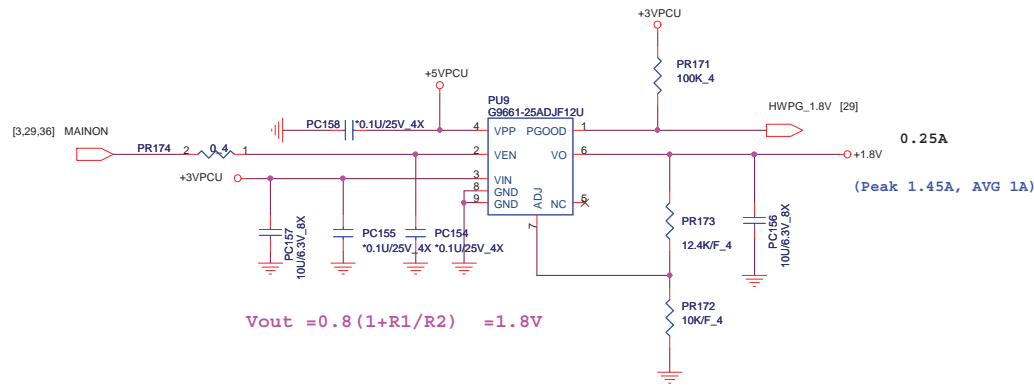 +3VPCU
PR171
100K_4
+5VPCU
PU9
G9661-25ADJF12U
HWPG_1.8V [29]
[3,29,36] MAINON
PC158
*0.1U/25V_4X
4 VPP PGOOD 1
0.25A
PR174 2 0_4 1
2 VEN VO 6
+1.8V
+3VPCU
3 VIN
8 GND
9 GND
ADJ
NC 5
7
(Peak 1.45A, AVG 1A)
PR173
12.4K/F_4
PC156
10U/6.3V_8X
PC157
10U/6.3V_8X
PC155
*0.1U/25V_4X
PC154
*0.1U/25V_4X
PR172
10K/F_4
Vout =0.8(1+R1/R2) =1.8V